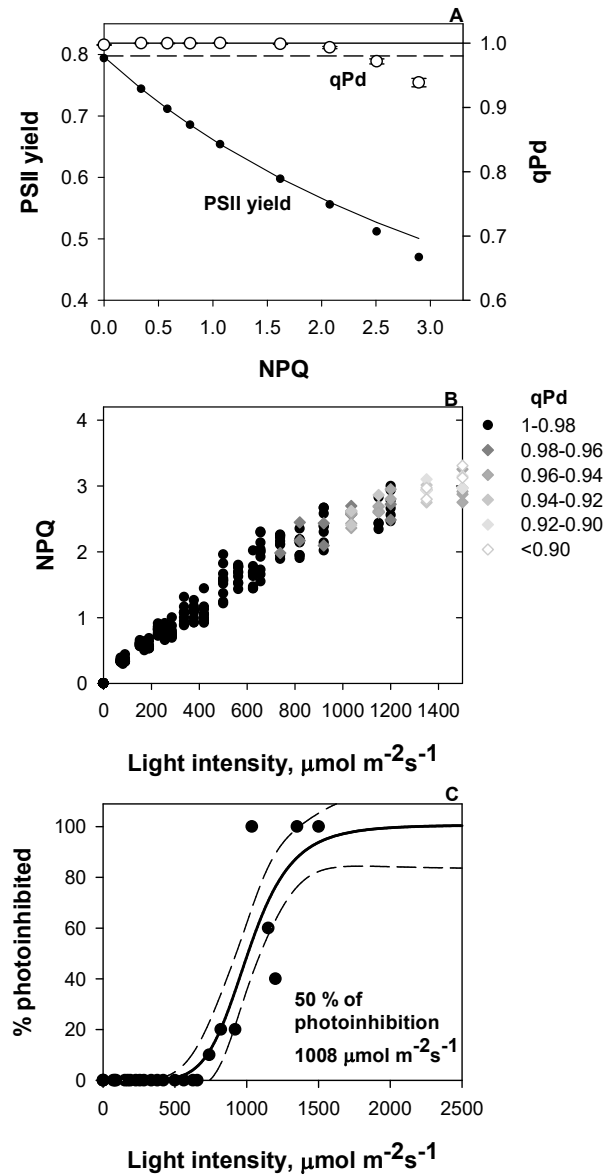 A
0.8
0.7
0.6
0.5
0.4
PSII yield
qPd
PSII yield
1.0
0.9
0.8
0.7
0.6
qPd
0.0 0.5 1.0 1.5 2.0 2.5 3.0
NPQ
B
4
3
2
1
0
NPQ
qPd
1-0.98
0.98-0.96
0.96-0.94
0.94-0.92
0.92-0.90
<0.90
0 200 400 600 800 1000 1200 1400
Light intensity, μmol m⁻²s⁻¹
C
100
80
60
40
20
0
% photoinhibited
50 % of
photoinhibition
1008 μmol m⁻²s⁻¹
0 500 1000 1500 2000 2500
Light intensity, μmol m⁻²s⁻¹